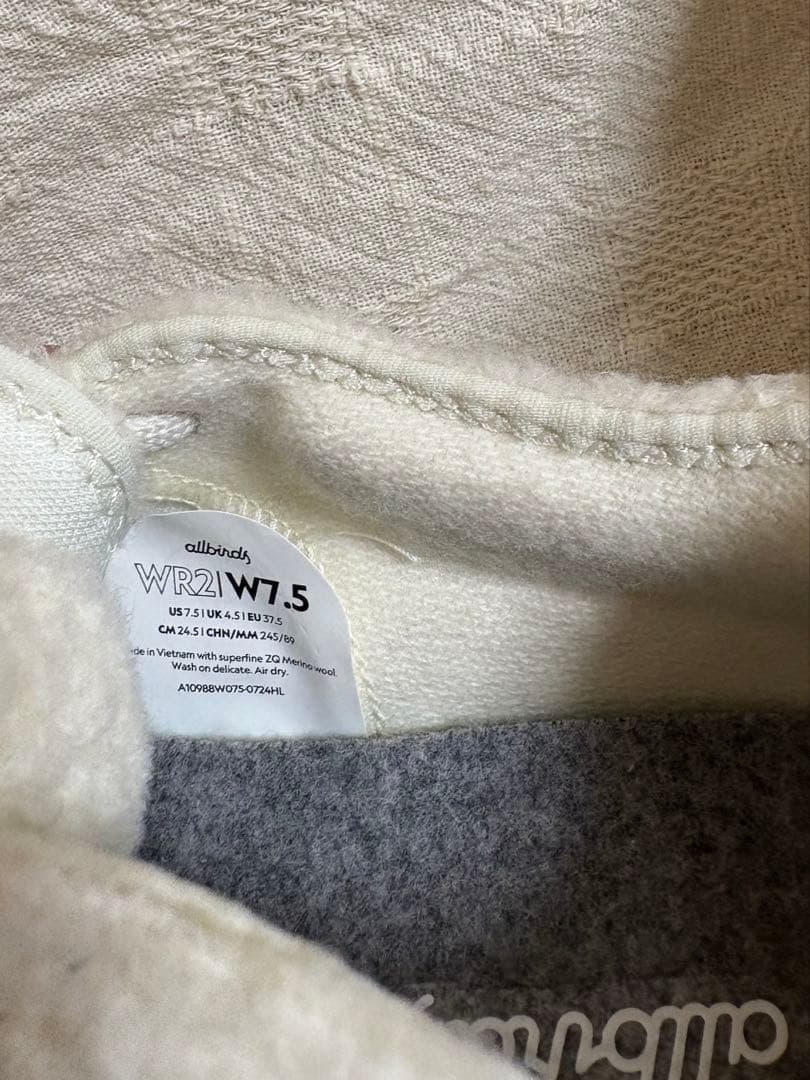 allbirds
WR2|W7.5
US 7.5 | UK 4.5 | EU 37.5
CM 24.5 | CHN/MM 245/89
de in Vietnam with superfine ZQ Merino wool.
Wash on delicate. Air dry.
A10988W075-0724HL
allbirds